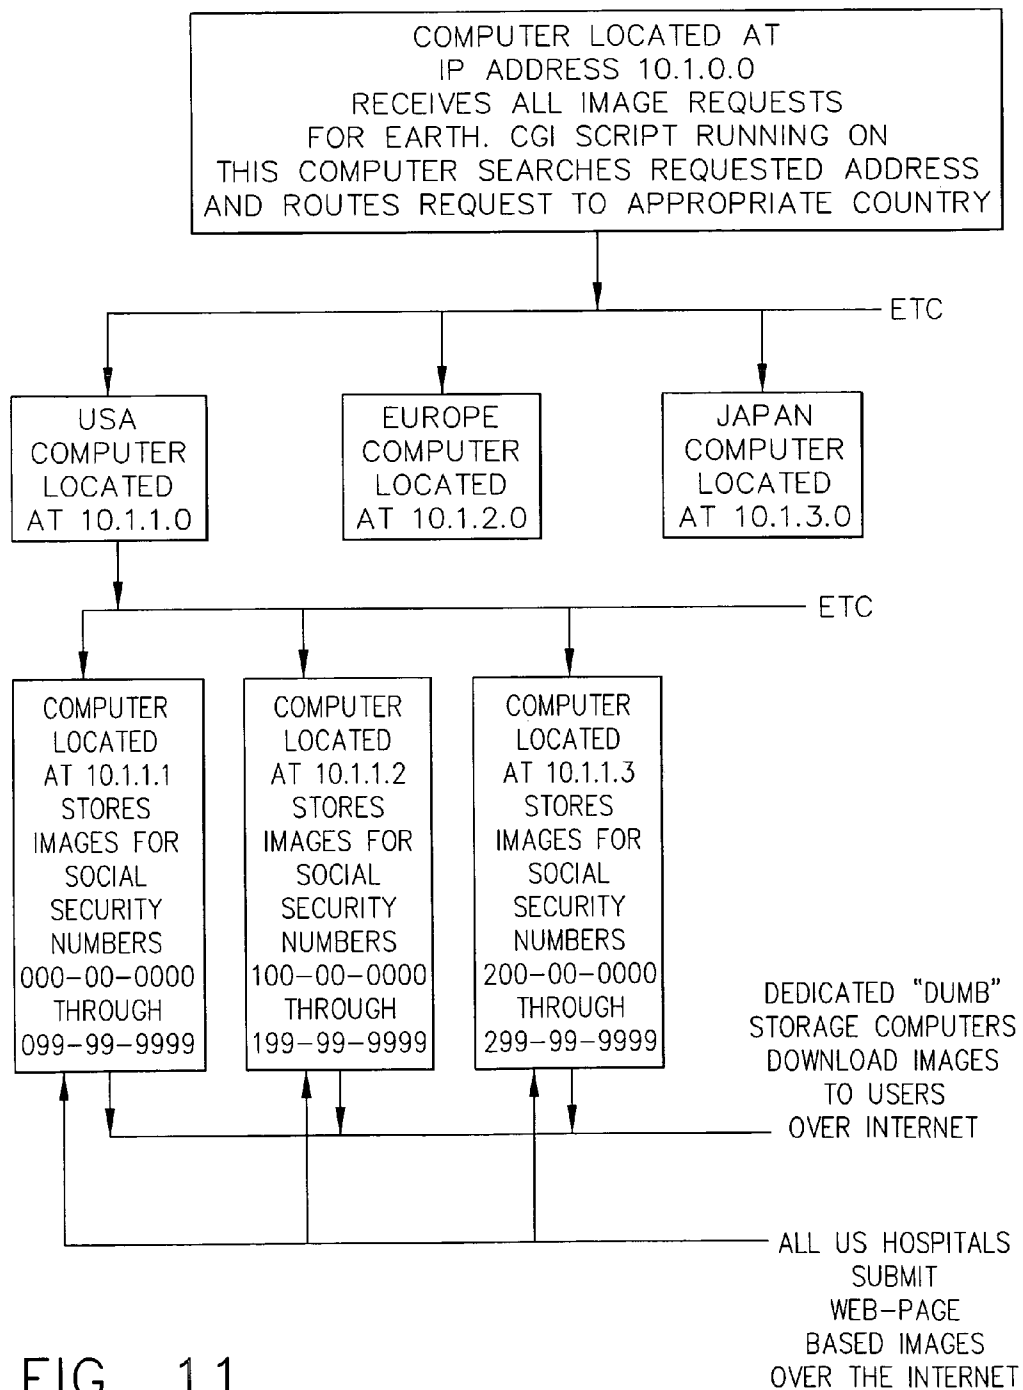 COMPUTER LOCATED AT
IP ADDRESS 10.1.0.0
RECEIVES ALL IMAGE REQUESTS
FOR EARTH. CGI SCRIPT RUNNING ON
THIS COMPUTER SEARCHES REQUESTED ADDRESS
AND ROUTES REQUEST TO APPROPRIATE COUNTRY
ETC
USA
COMPUTER
LOCATED
AT 10.1.1.0
EUROPE
COMPUTER
LOCATED
AT 10.1.2.0
JAPAN
COMPUTER
LOCATED
AT 10.1.3.0
ETC
COMPUTER
LOCATED
AT 10.1.1.1
STORES
IMAGES FOR
SOCIAL
SECURITY
NUMBERS
000-00-0000
THROUGH
099-99-9999
COMPUTER
LOCATED
AT 10.1.1.2
STORES
IMAGES FOR
SOCIAL
SECURITY
NUMBERS
100-00-0000
THROUGH
199-99-9999
COMPUTER
LOCATED
AT 10.1.1.3
STORES
IMAGES FOR
SOCIAL
SECURITY
NUMBERS
200-00-0000
THROUGH
299-99-9999
DEDICATED "DUMB"
STORAGE COMPUTERS
DOWNLOAD IMAGES
TO USERS
OVER INTERNET
ALL US HOSPITALS
SUBMIT
WEB-PAGE
BASED IMAGES
OVER THE INTERNET
FIG. 11